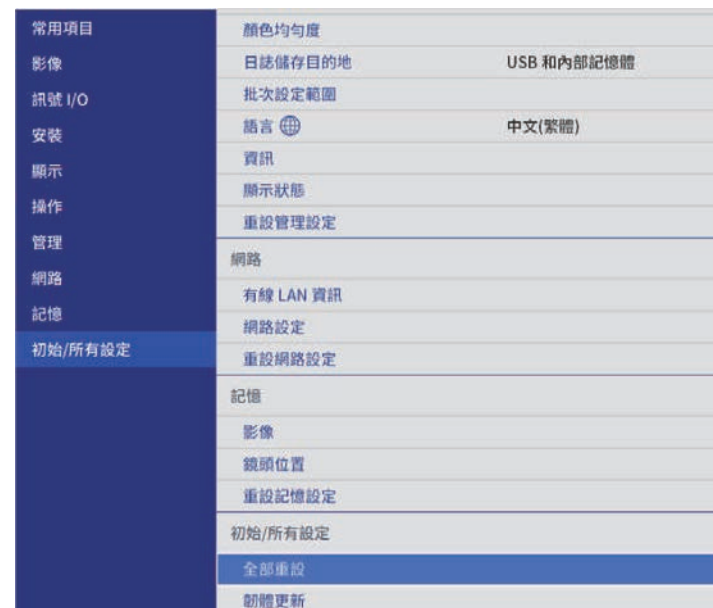 常用項目
影像
訊號 I/O
安裝
顯示
操作
管理
網路
記憶
初始/所有設定
顏色均勻度
日誌儲存目的地 USB 和內部記憶體
批次設定範圍
語言 中文(繁體)
資訊
顯示狀態
重設管理設定
網路
有線 LAN 資訊
網路設定
重設網路設定
記憶
影像
鏡頭位置
重設記憶設定
初始/所有設定
全部重設
韌體更新